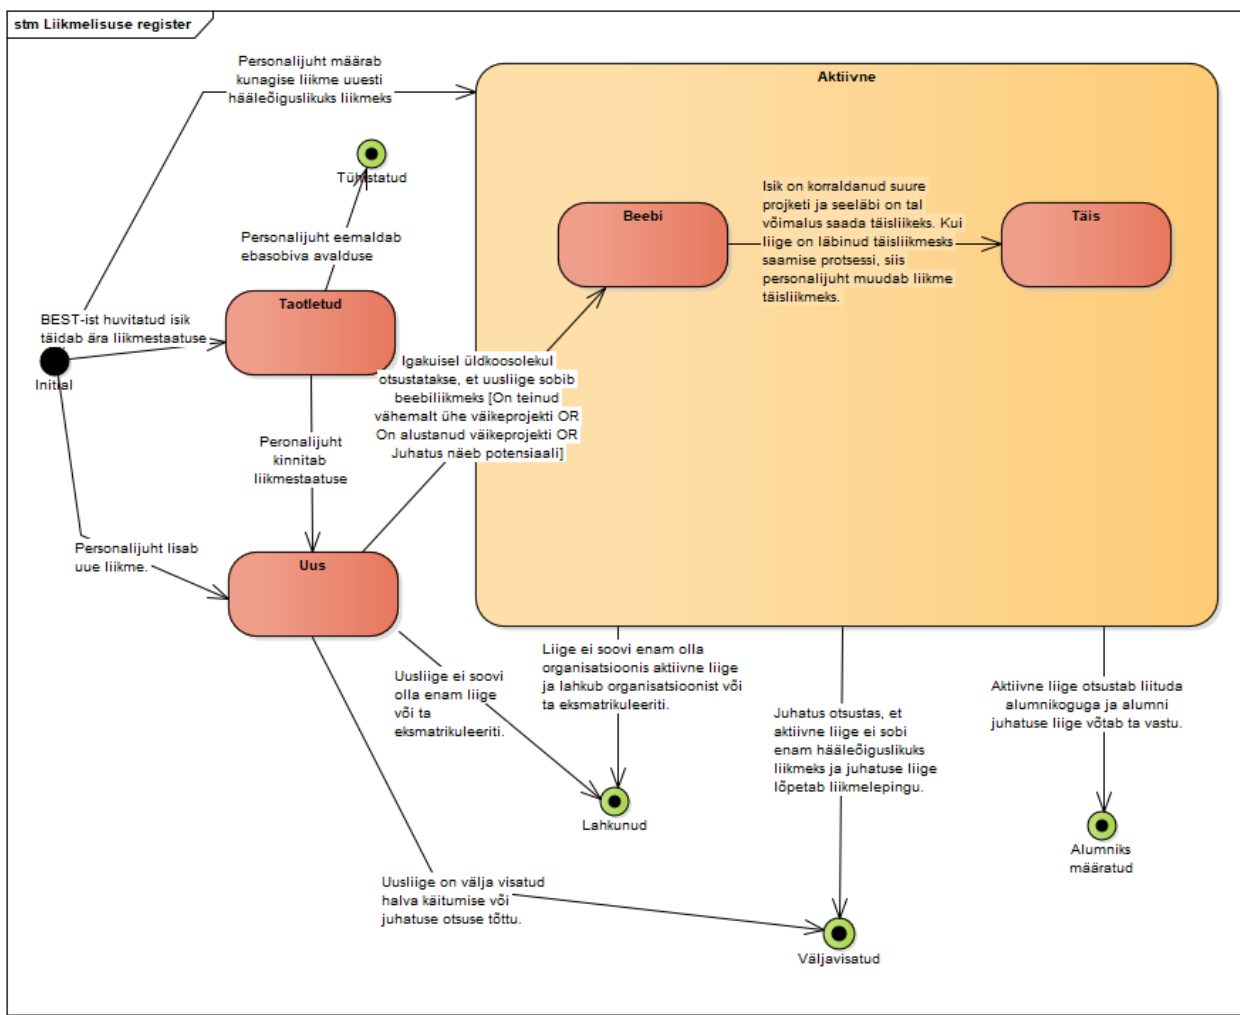 stm Liikmelisuse register
Personalijuht määrab
kunagise liikme uuesti
hääleõiguslikuks liikmeks
Aktiivne
Tühistatud
Personalijuht eemaldab
ebasobiva avalduse
Beebi
Isik on korraldanud suure
projketi ja seeläbi on tal
võimalus saada täisliikeks. Kui
liige on läbinud täisliikmesks
saamise protsessi, siis
personalijuht muudab liikme
täisliikmeks.
Täis
BEST-ist huvitatud isik
täidab ära liikmestaatuse
Initial
Taotletud
Igakuisel üldkoosolekul
otsustatakse, et uusliige sobib
beebiliikmeks [On teinud
vähemalt ühe väikeprojekti OR
On alustanud väikeprojekti OR
Juhatus näeb potensiaali]
Peronalijuht
kinnitab
liikmestaatuse
Personalijuht lisab
uue liikme.
Uus
Uusliige ei soovi
olla enam liige
või ta
eksmatrikuleeriti.
Liige ei soovi enam olla
organisatsioonis aktiivne liige
ja lahkub organisatsioonist või
ta eksmatrikuleeriti.
Juhatus otsustas, et
aktiivne liige ei sobi
enam hääleõiguslikuks
liikmeks ja juhatuse liige
lõpetab liikmelepingu.
Aktiivne liige otsustab liituda
alumnikoguga ja alumni
juhatuse liige võtab ta vastu.
Lahkunud
Alumniks
määratud
Uusliige on välja visatud
halva käitumise või
juhatuse otsuse tõttu.
Väljavisatud